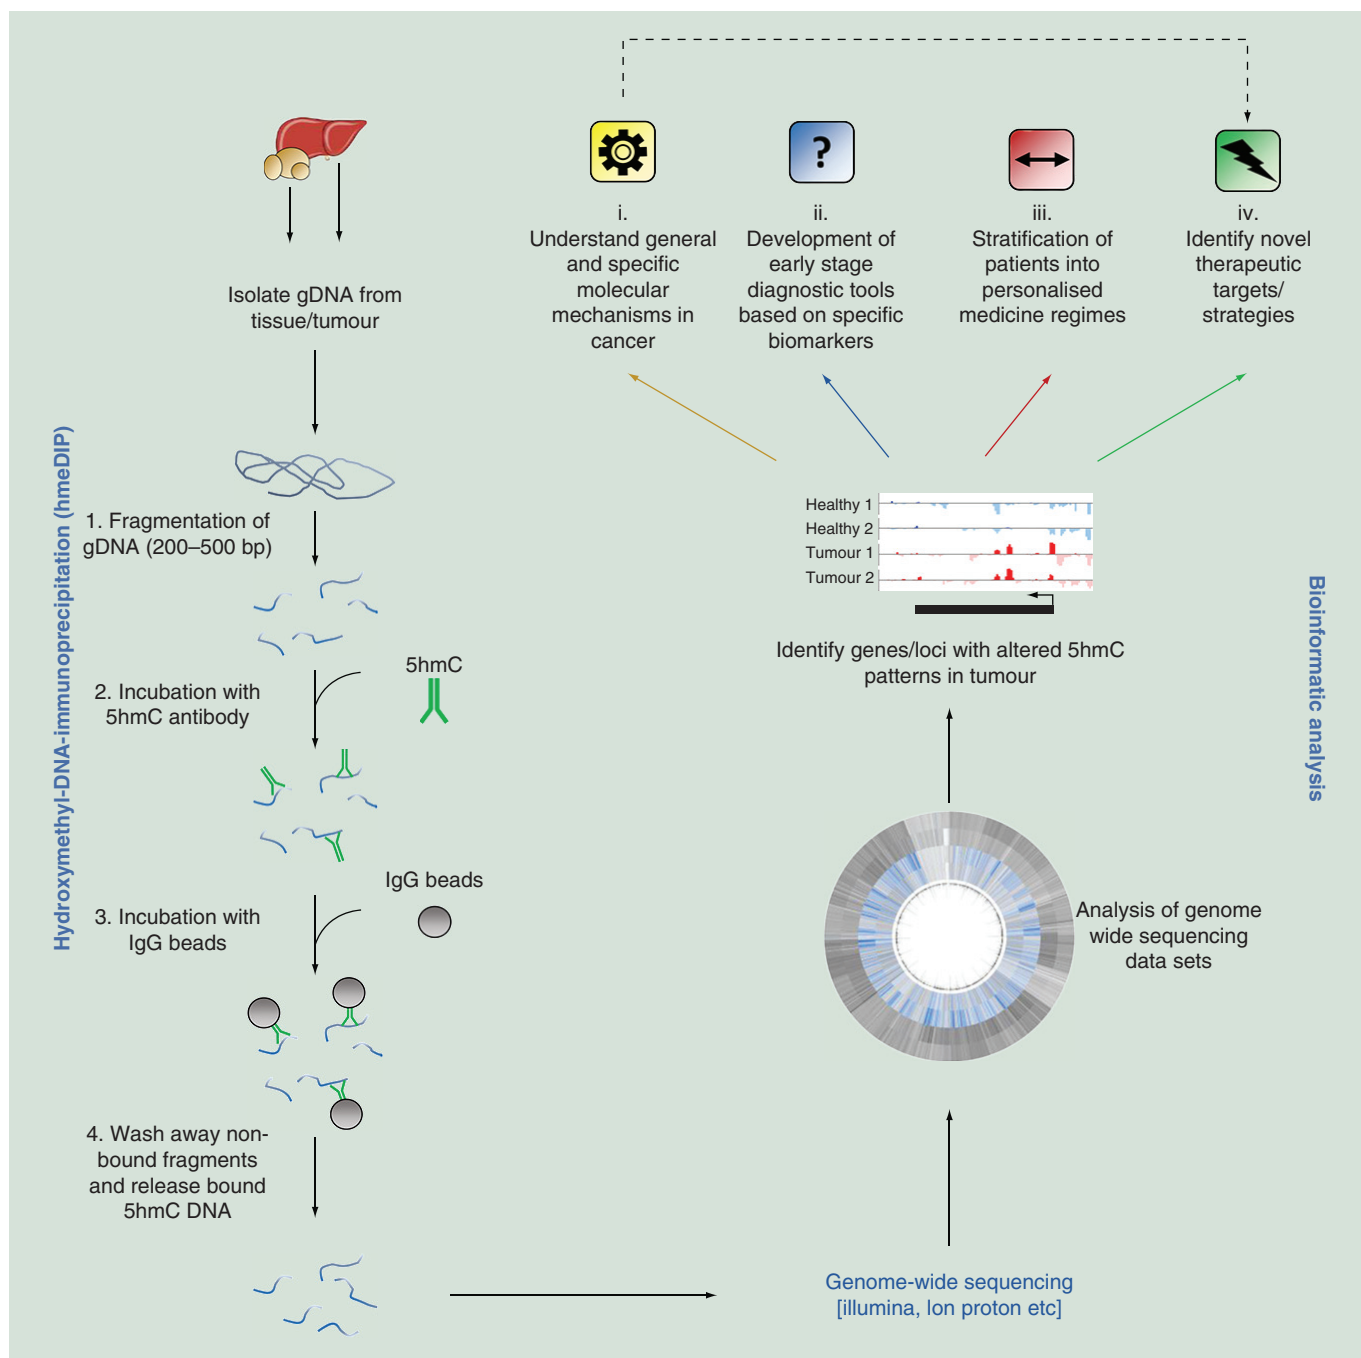 Hydroxymethyl-DNA-immunoprecipitation (hmeDIP)
Isolate gDNA from
tissue/tumour
1. Fragmentation of
gDNA (200–500 bp)
2. Incubation with
5hmC antibody
5hmC
3. Incubation with
IgG beads
IgG beads
4. Wash away non-
bound fragments
and release bound
5hmC DNA
Genome-wide sequencing
[illumina, Ion proton etc]
Analysis of genome
wide sequencing
data sets
Identify genes/loci with altered 5hmC
patterns in tumour
Healthy 1
Healthy 2
Tumour 1
Tumour 2
i.
Understand general
and specific
molecular
mechanisms in
cancer
?
ii.
Development of
early stage
diagnostic tools
based on specific
biomarkers
iii.
Stratification of
patients into
personalised
medicine regimes
iv.
Identify novel
therapeutic
targets/
strategies
Bioinformatic analysis